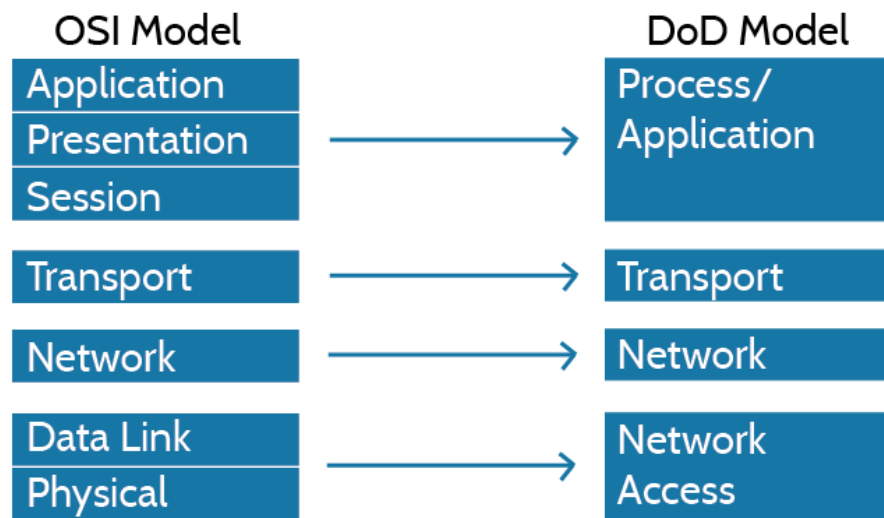 OSI Model
Application
Presentation
Session
Transport
Network
Data Link
Physical
DoD Model
Process/
Application
Transport
Network
Network
Access